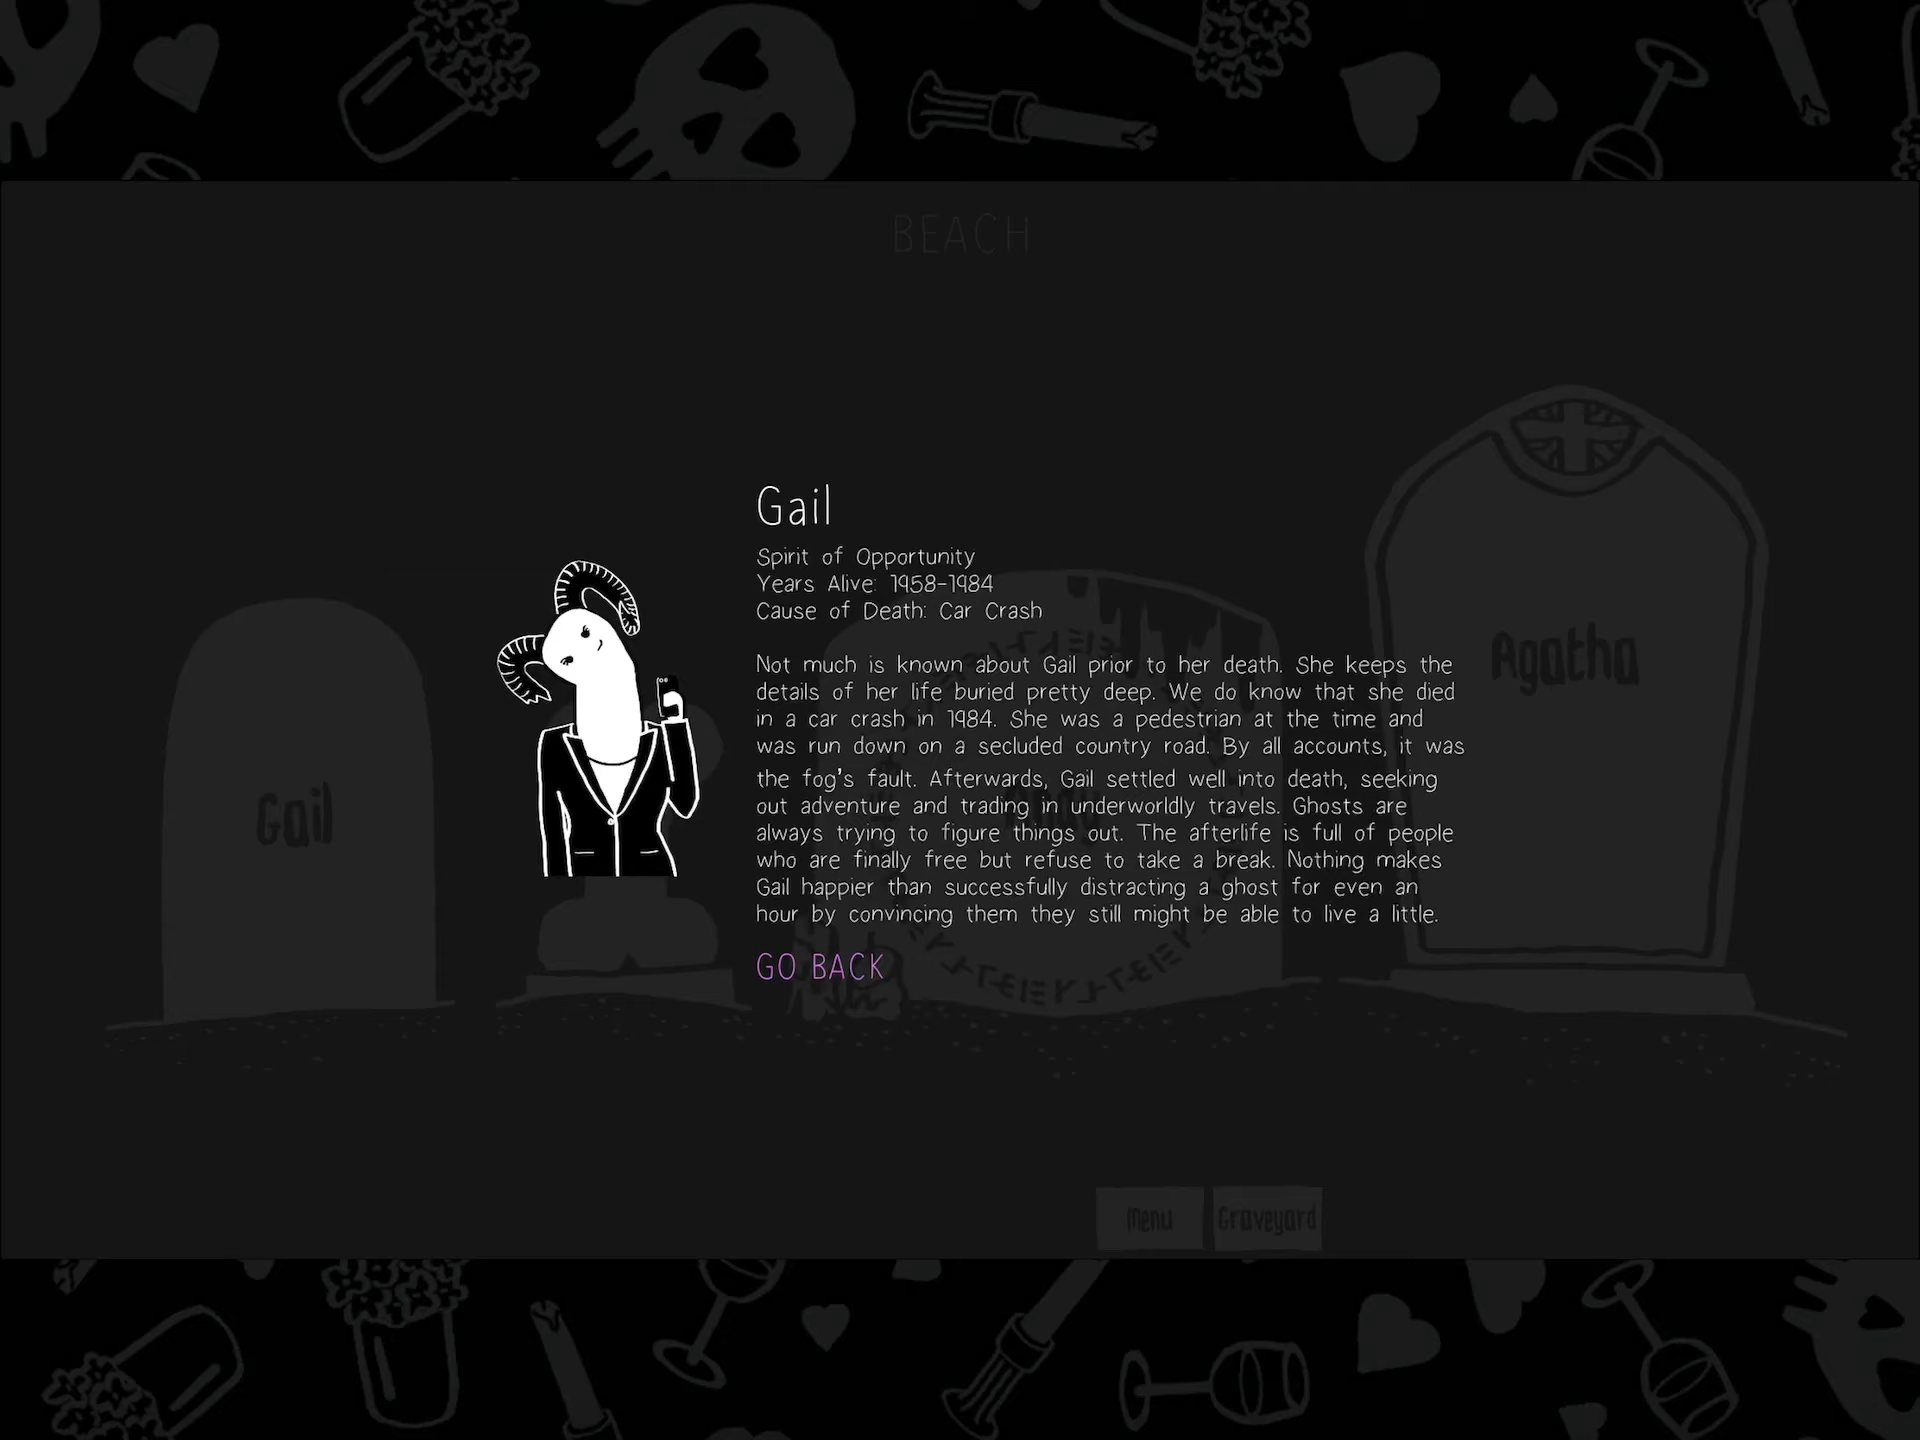 BEACH
Gail
Spirit of Opportunity
Years Alive: 1958-1984
Cause of Death: Car Crash
Not much is known about Gail prior to her death. She keeps the
details of her life buried pretty deep. We do know that she died
in a car crash in 1984. She was a pedestrian at the time and
was run down on a secluded country road. By all accounts, it was
the fog's fault. Afterwards, Gail settled well into death, seeking
out adventure and trading in underworldly travels. Ghosts are
always trying to figure things out. The afterlife is full of people
who are finally free but refuse to take a break. Nothing makes
Gail happier than successfully distracting a ghost for even an
hour by convincing them they still might be able to live a little.
GO BACK
Gail
Andy
Agatha
Menu
Graveyard